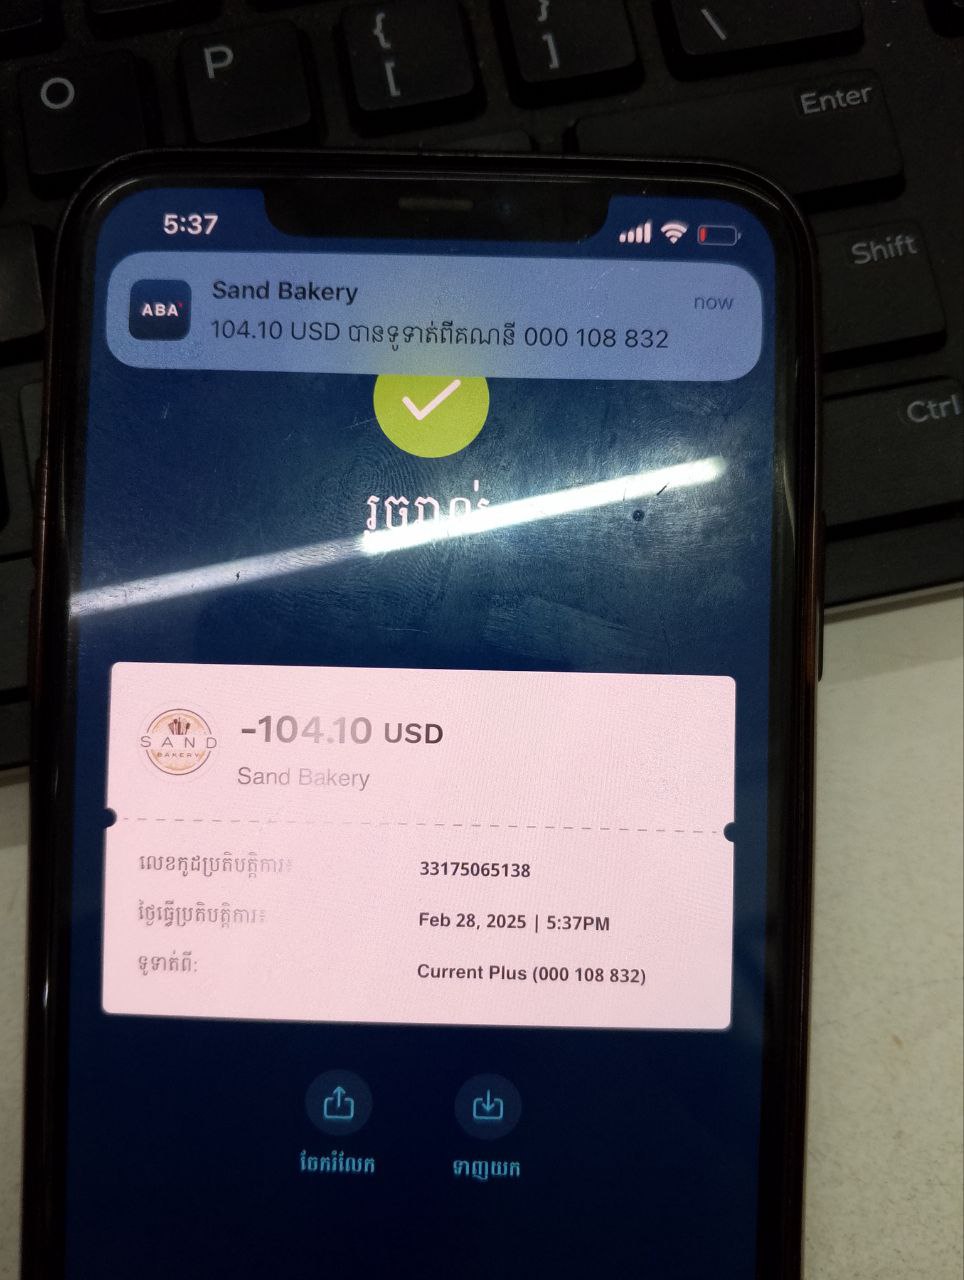 O
P
{
[
}
]
\
Enter
Shift
Ctrl
5:37
ABA'
Sand Bakery
now
104.10 USD បានទូទាត់ពីគណនី 000 108 832
រួចរាល់
SAND
BAKERY
-104.10 USD
Sand Bakery
លេខកូដប្រតិបត្តិការ៖ 33175065138
ថ្ងៃធ្វើប្រតិបត្តិការ៖ Feb 28, 2025 | 5:37PM
ទូទាត់ពី: Current Plus (000 108 832)
ចែករំលែក ទាញយក